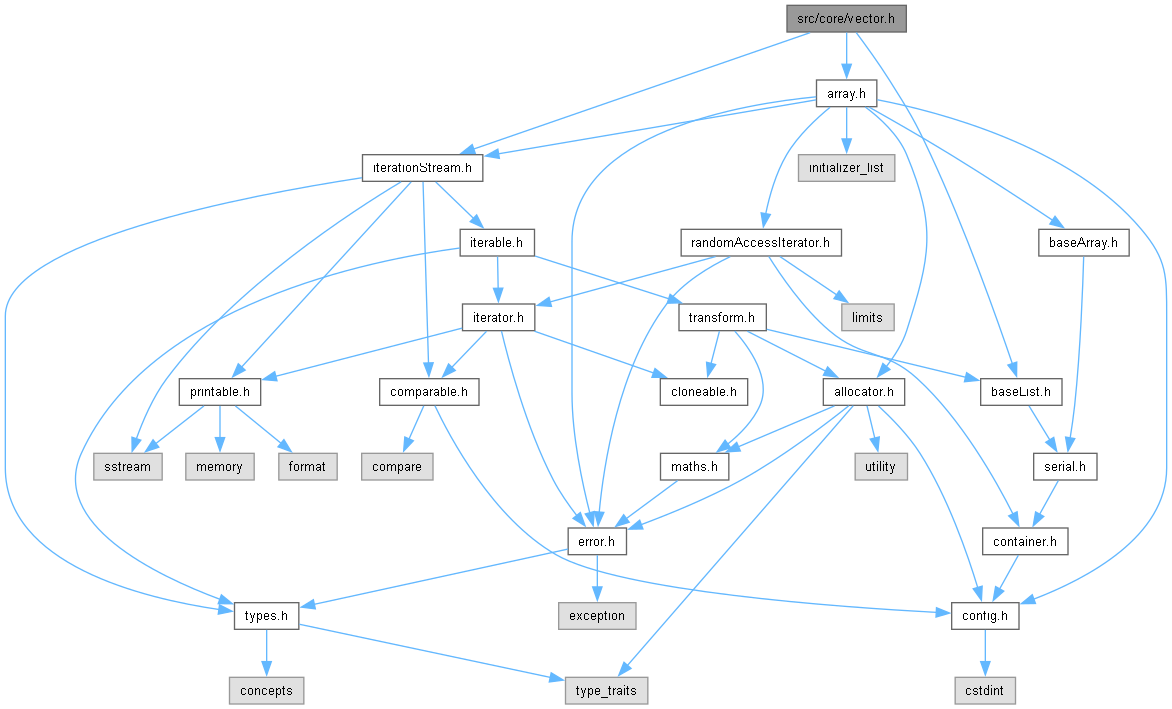 src/core/vector.h
array.h
iterationStream.h
initializer_list
iterable.h
randomAccessIterator.h
baseArray.h
iterator.h
transform.h
limits
printable.h
comparable.h
cloneable.h
allocator.h
baseList.h
sstream
memory
format
compare
maths.h
utility
serial.h
error.h
container.h
types.h
exception
config.h
concepts
type_traits
cstdint